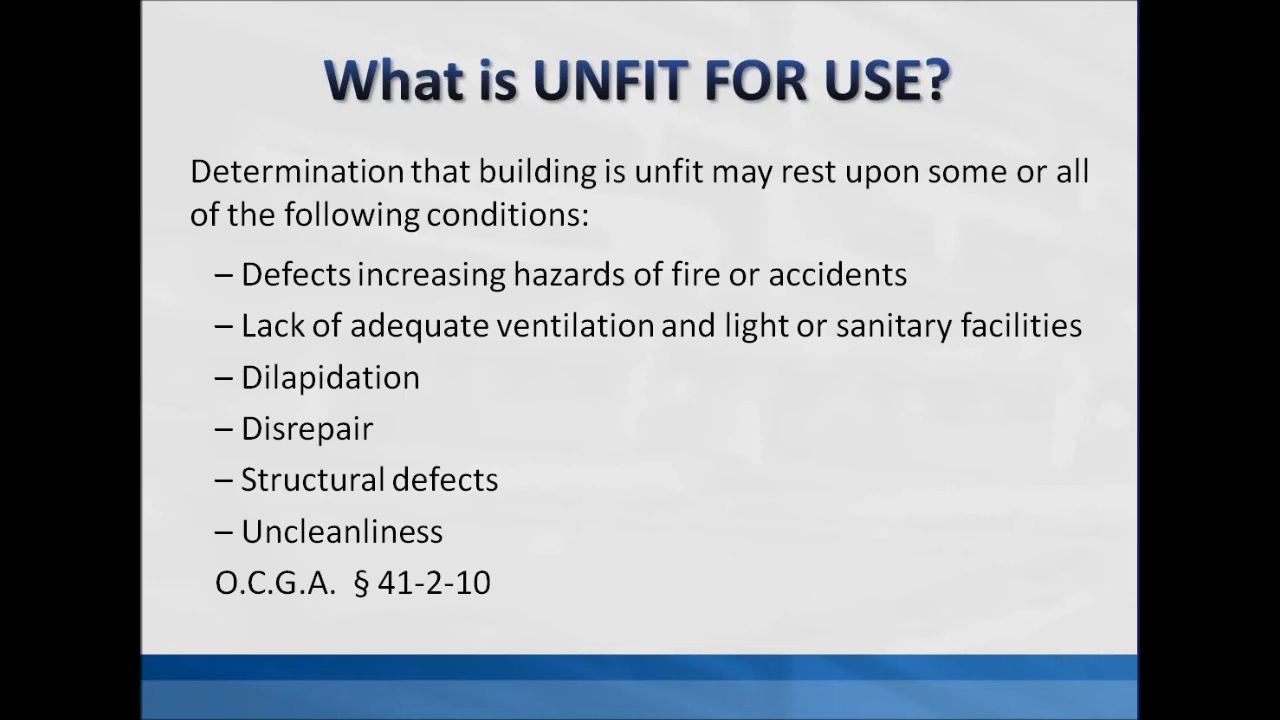 What is UNFIT FOR USE?
Determination that building is unfit may rest upon some or all
of the following conditions:
– Defects increasing hazards of fire or accidents
– Lack of adequate ventilation and light or sanitary facilities
– Dilapidation
– Disrepair
– Structural defects
– Uncleanliness
O.C.G.A. § 41-2-10